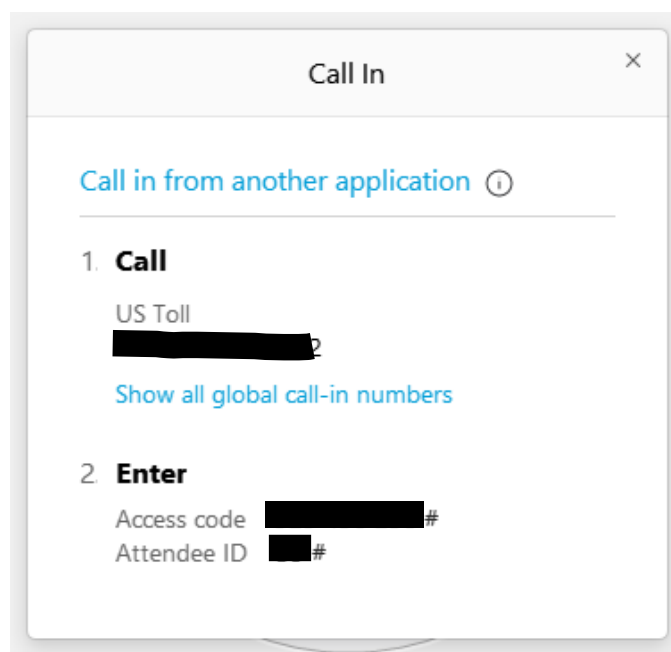 Call In
Call in from another application
1. Call
US Toll
2
Show all global call-in numbers
2. Enter
Access code #
Attendee ID #